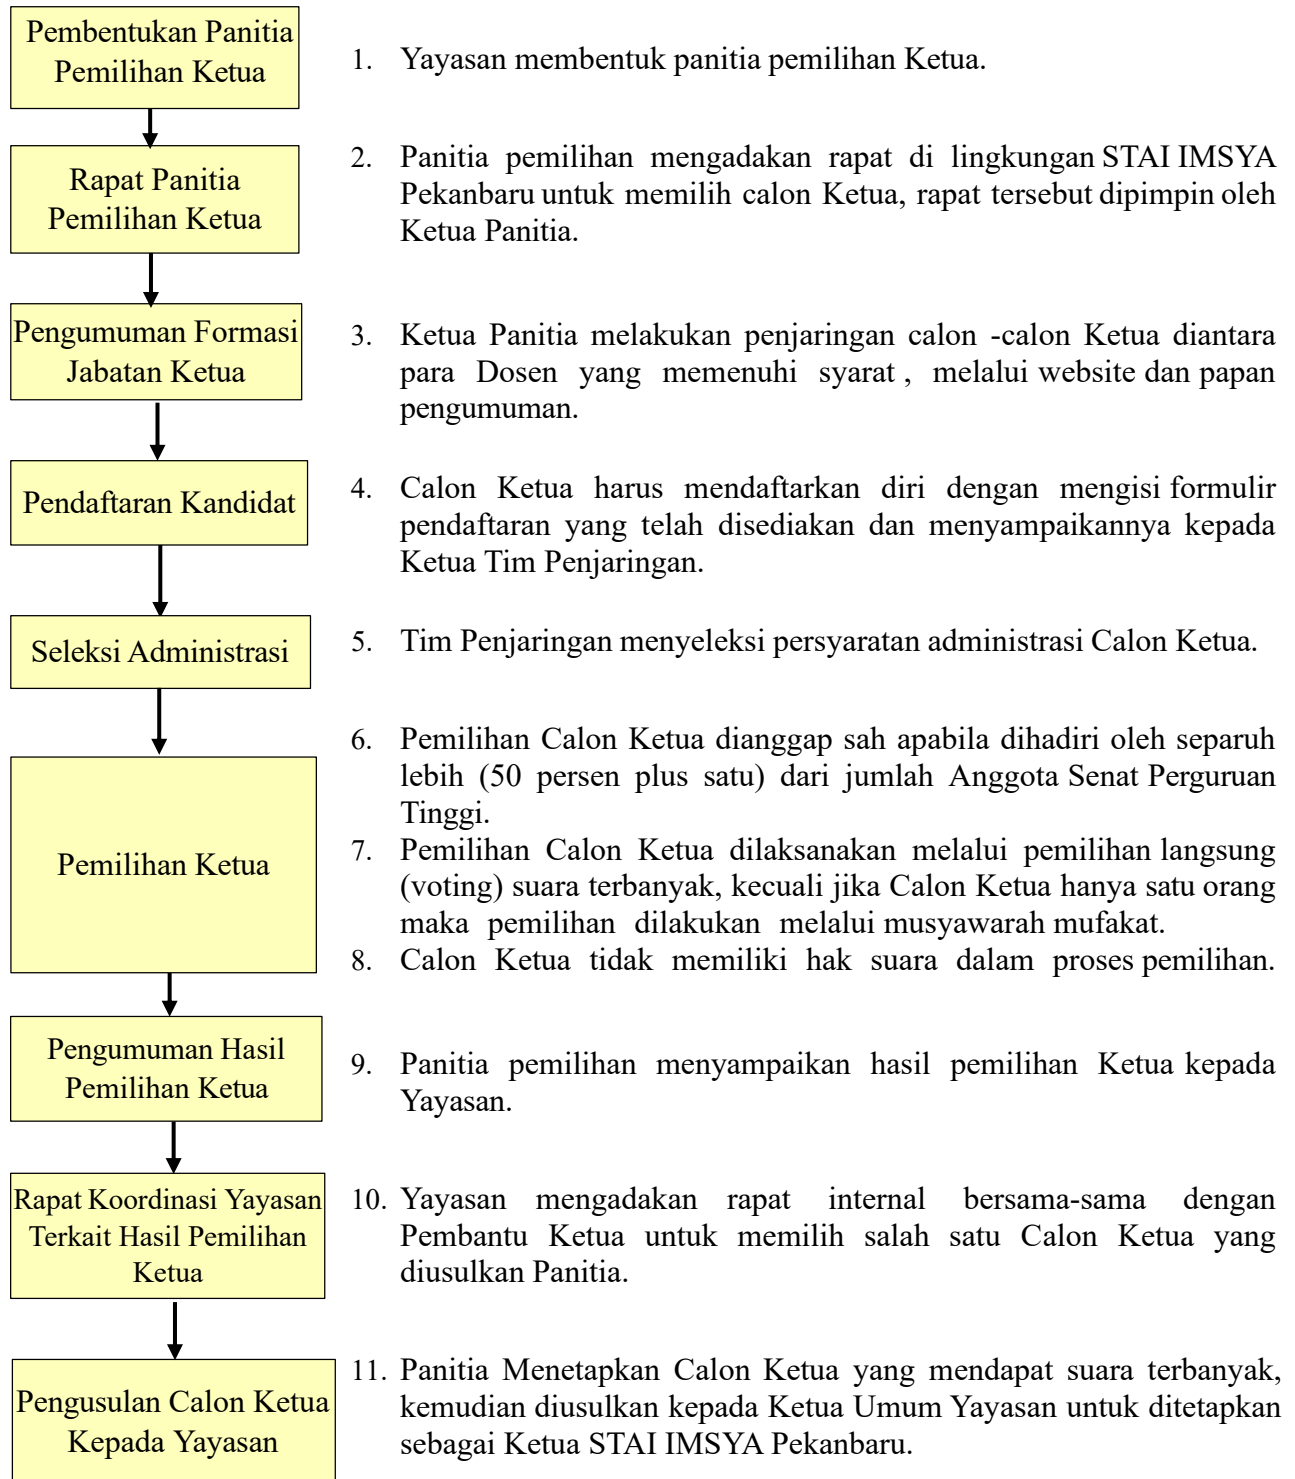 Pembentukan Panitia
Pemilihan Ketua
1. Yayasan membentuk panitia pemilihan Ketua.
Rapat Panitia
Pemilihan Ketua
2. Panitia pemilihan mengadakan rapat di lingkungan STAI IMSYA
Pekanbaru untuk memilih calon Ketua, rapat tersebut dipimpin oleh
Ketua Panitia.
Pengumuman Formasi
Jabatan Ketua
3. Ketua Panitia melakukan penjaringan calon -calon Ketua diantara
para Dosen yang memenuhi syarat , melalui website dan papan
pengumuman.
Pendaftaran Kandidat
4. Calon Ketua harus mendaftarkan diri dengan mengisi formulir
pendaftaran yang telah disediakan dan menyampaikannya kepada
Ketua Tim Penjaringan.
Seleksi Administrasi
5. Tim Penjaringan menyeleksi persyaratan administrasi Calon Ketua.
Pemilihan Ketua
6. Pemilihan Calon Ketua dianggap sah apabila dihadiri oleh separuh
lebih (50 persen plus satu) dari jumlah Anggota Senat Perguruan
Tinggi.
7. Pemilihan Calon Ketua dilaksanakan melalui pemilihan langsung
(voting) suara terbanyak, kecuali jika Calon Ketua hanya satu orang
maka pemilihan dilakukan melalui musyawarah mufakat.
8. Calon Ketua tidak memiliki hak suara dalam proses pemilihan.
Pengumuman Hasil
Pemilihan Ketua
9. Panitia pemilihan menyampaikan hasil pemilihan Ketua kepada
Yayasan.
Rapat Koordinasi Yayasan
Terkait Hasil Pemilihan
Ketua
10. Yayasan mengadakan rapat internal bersama-sama dengan
Pembantu Ketua untuk memilih salah satu Calon Ketua yang
diusulkan Panitia.
Pengusulan Calon Ketua
Kepada Yayasan
11. Panitia Menetapkan Calon Ketua yang mendapat suara terbanyak,
kemudian diusulkan kepada Ketua Umum Yayasan untuk ditetapkan
sebagai Ketua STAI IMSYA Pekanbaru.